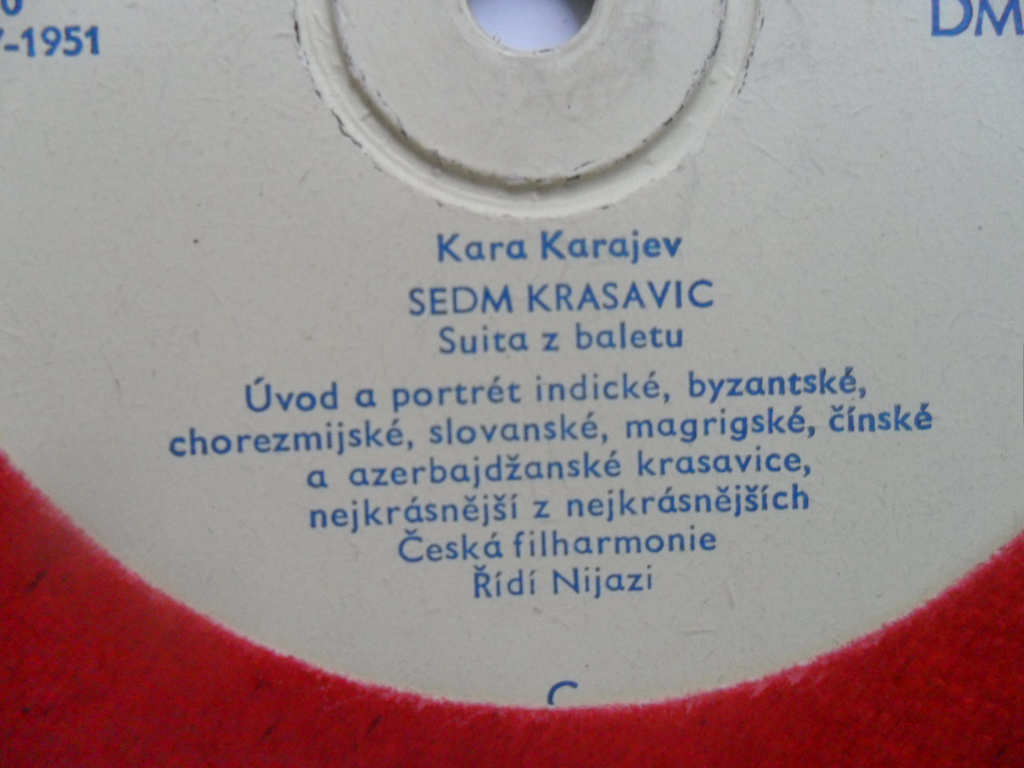 -1951
DM
Kara Karajev
SEDM KRASAVIC
Suita z baletu
Úvod a portrét indické, byzantské,
chorezmijské, slovanské, magrigské, čínské
a azerbajdžanské krasavice,
nejkrásnější z nejkrásnějších
Česká filharmonie
Řídí Nijazi